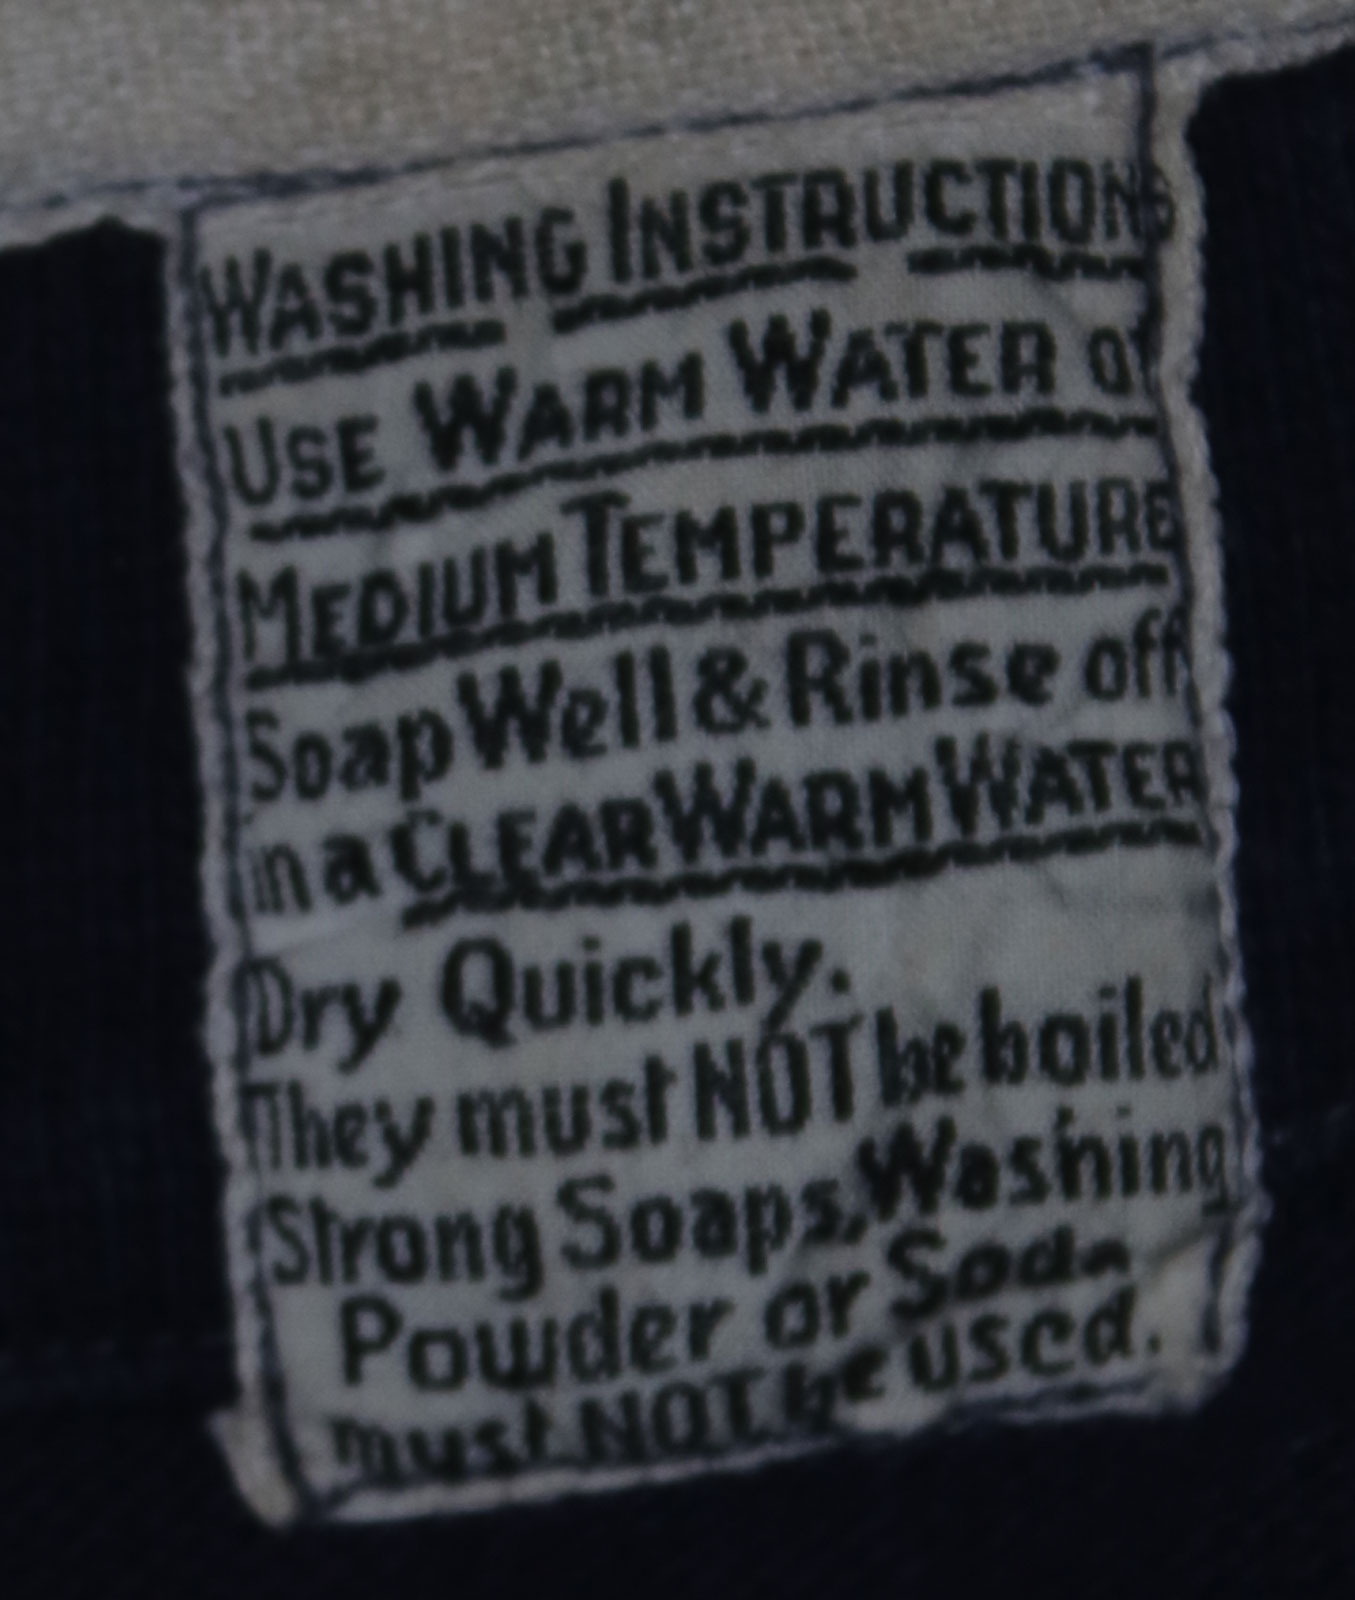 WASHING INSTRUCTIONS
USE WARM WATER of
MEDIUM TEMPERATURE
Soap Well & Rinse off
in a CLEAR WARM WATER
Dry Quickly.
They must NOT be boiled
Strong Soaps, Washing
Powder or Soda
must NOT be used.